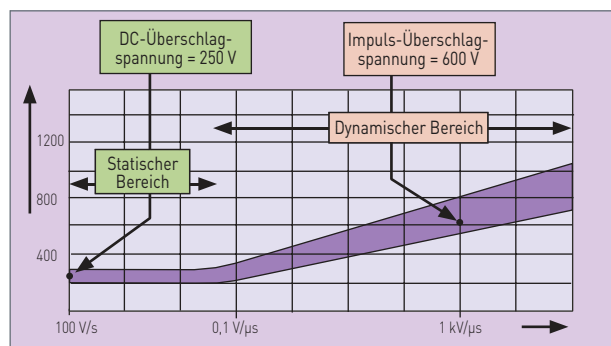 DC-Überschlag-
spannung = 250 V
Impuls-Überschlag-
spannung = 600 V
1200
Dynamischer Bereich
Statischer
Bereich
800
400
100 V/s
0,1 V/µs
1 kV/µs